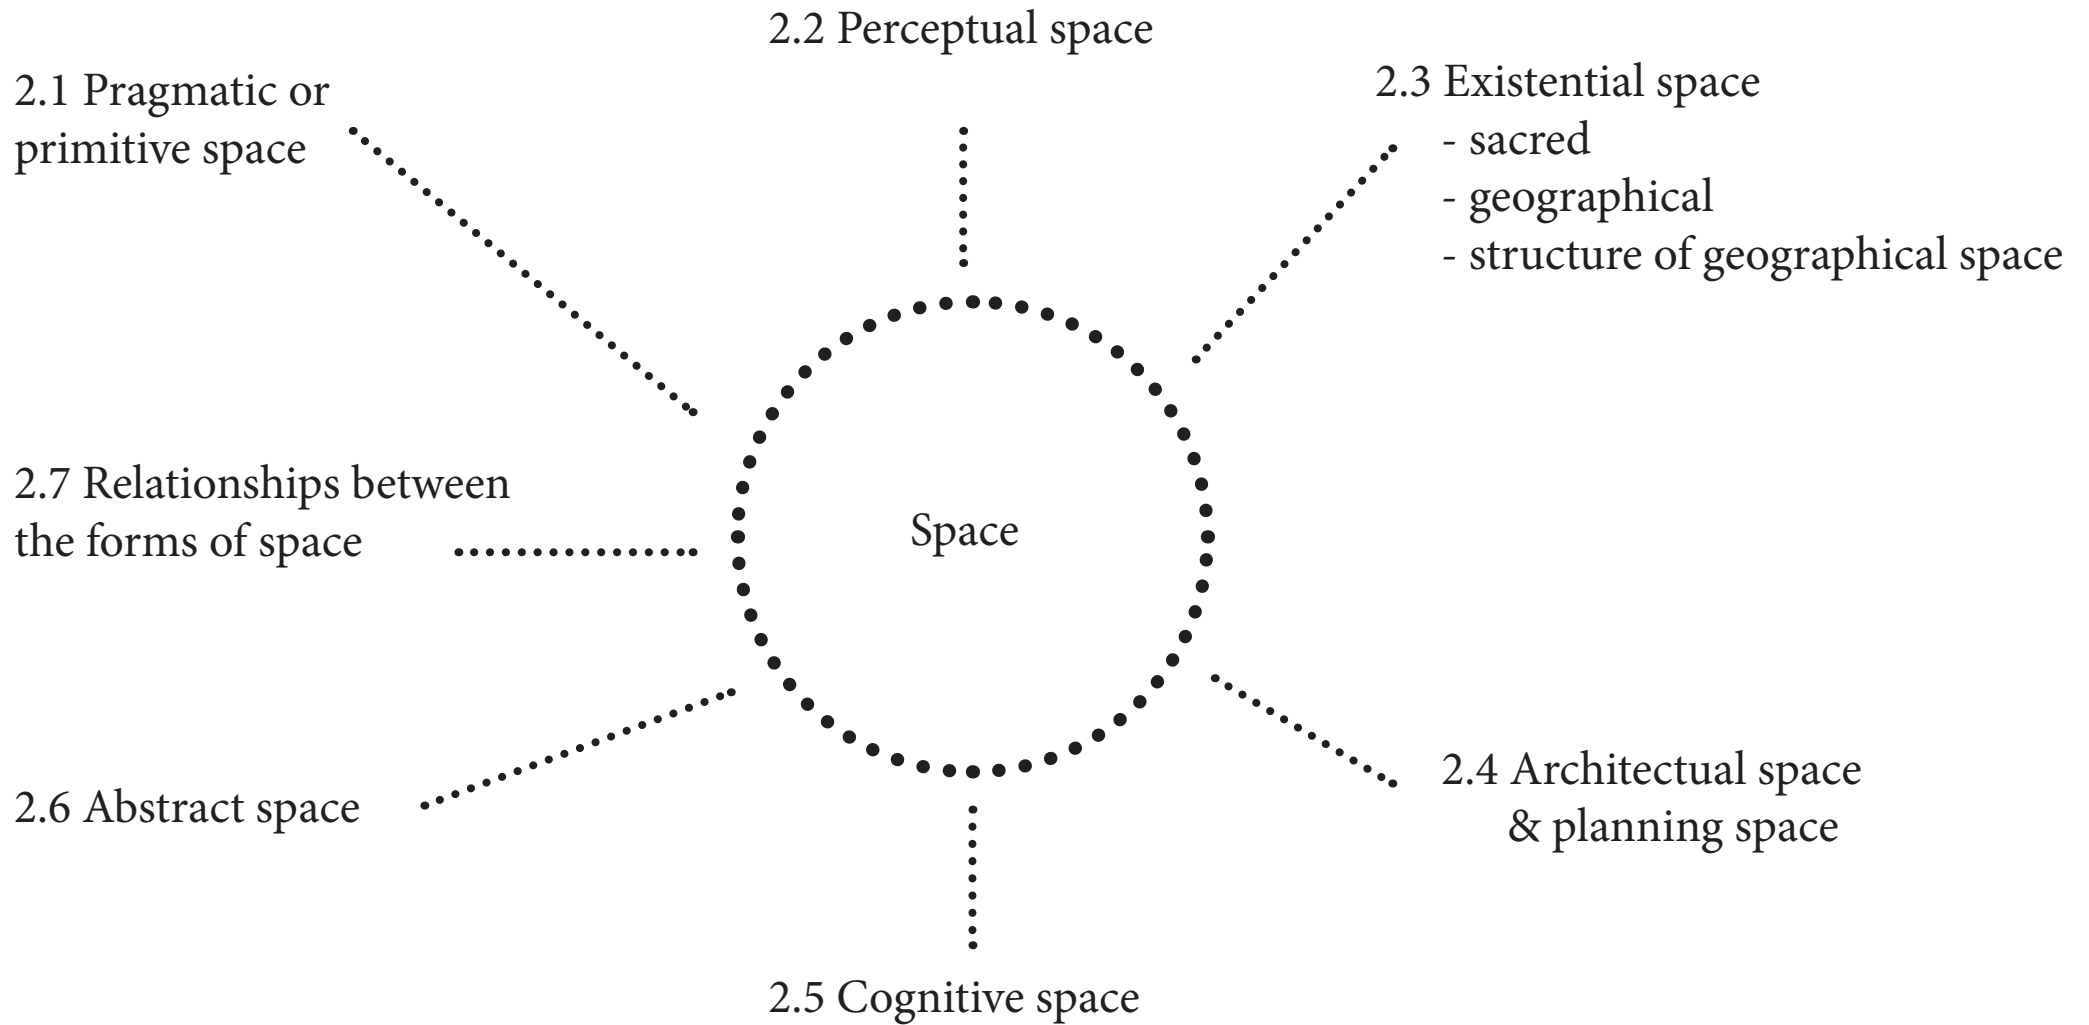 2.2 Perceptual space
2.1 Pragmatic or
primitive space
2.3 Existential space
- sacred
- geographical
- structure of geographical space
2.7 Relationships between
the forms of space
Space
2.6 Abstract space
2.4 Architectual space
& planning space
2.5 Cognitive space